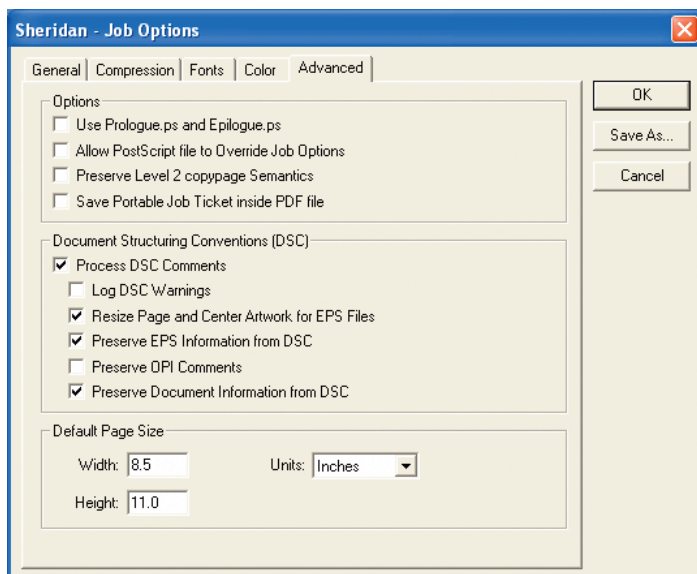 Sheridan - Job Options
General Compression Fonts Color Advanced
Options
Use Prologue.ps and Epilogue.ps
Allow PostScript file to Override Job Options
Preserve Level 2 copypage Semantics
Save Portable Job Ticket inside PDF file
Document Structuring Conventions (DSC)
Process DSC Comments
Log DSC Warnings
Resize Page and Center Artwork for EPS Files
Preserve EPS Information from DSC
Preserve OPI Comments
Preserve Document Information from DSC
Default Page Size
Width: 8.5 Units: Inches
Height: 11.0
OK
Save As...
Cancel